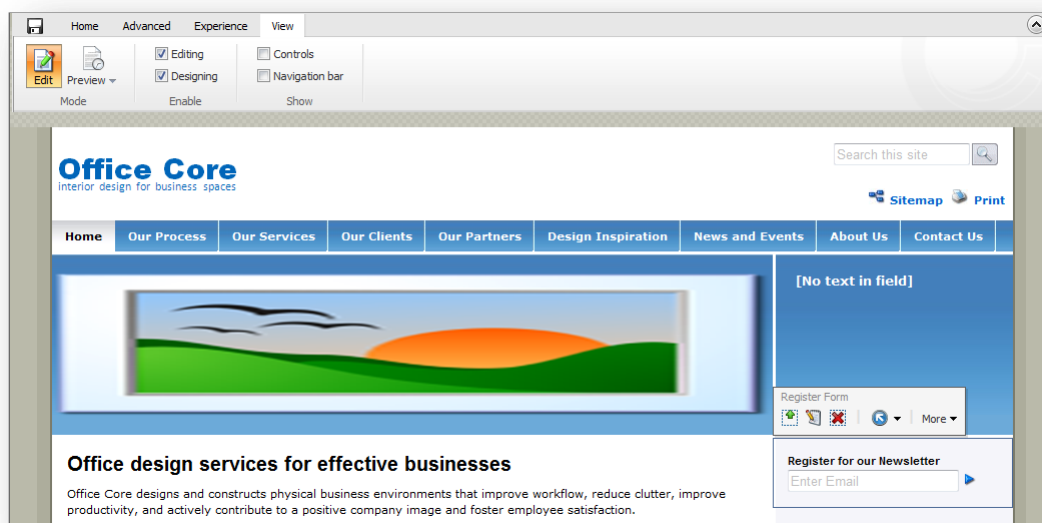 Home Advanced Experience View
Edit Preview
Editing
Designing
Controls
Navigation bar
Mode Enable Show
Office Core
interior design for business spaces
Search this site
Sitemap Print
Home Our Process Our Services Our Clients Our Partners Design Inspiration News and Events About Us Contact Us
[No text in field]
Register Form
More
Register for our Newsletter
Enter Email
Office design services for effective businesses
Office Core designs and constructs physical business environments that improve workflow, reduce clutter, improve
productivity, and actively contribute to a positive company image and foster employee satisfaction.